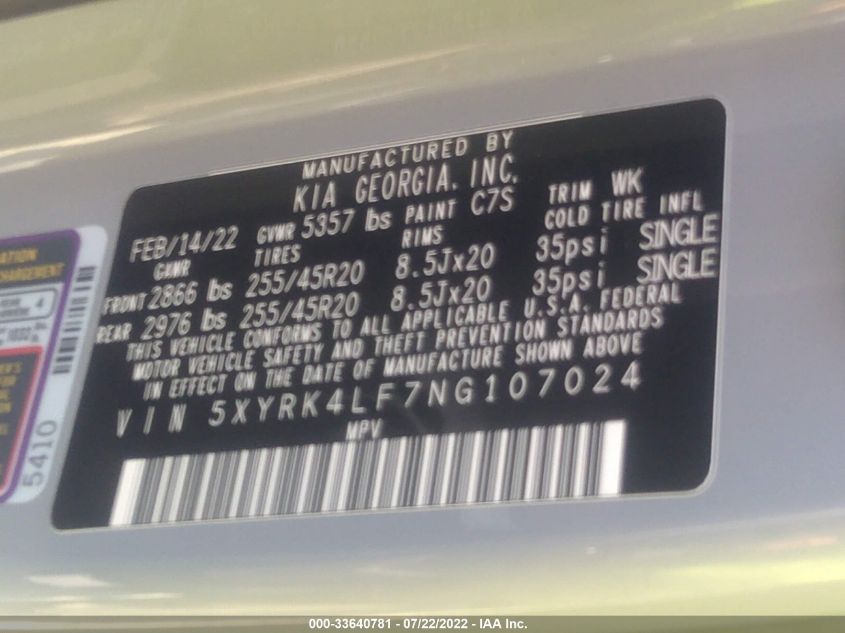 MANUFACTURED BY
KIA GEORGIA, INC.
FEB/14/22 GVWR 5357 lbs PAINT C7S TRIM WK
GAWR TIRES RIMS COLD TIRE INFL
FRONT 2866 lbs 255/45R20 8.5Jx20 35psi SINGLE
REAR 2976 lbs 255/45R20 8.5Jx20 35psi SINGLE
THIS VEHICLE CONFORMS TO ALL APPLICABLE U.S.A. FEDERAL
MOTOR VEHICLE SAFETY AND THEFT PREVENTION STANDARDS
IN EFFECT ON THE DATE OF MANUFACTURE SHOWN ABOVE
VIN 5XYRK4LF7NG107024
MPV
5410
000-33640781 - 07/22/2022 - IAA Inc.